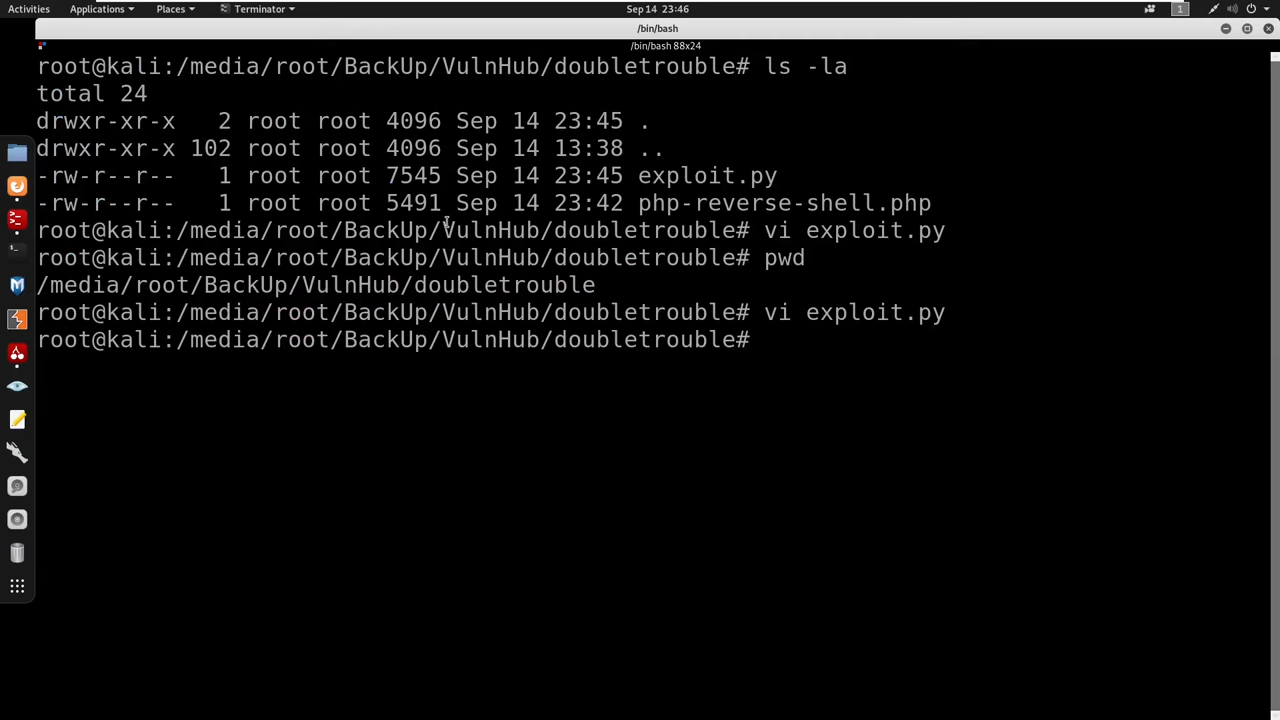 Activities Applications Places Terminator Sep 14 23:46 1
/bin/bash
/bin/bash 88x24
root@kali:/media/root/BackUp/VulnHub/doubletrouble# ls -la
total 24
drwxr-xr-x   2 root root 4096 Sep 14 23:45 .
drwxr-xr-x 102 root root 4096 Sep 14 13:38 ..
-rw-r--r--   1 root root 7545 Sep 14 23:45 exploit.py
-rw-r--r--   1 root root 5491 Sep 14 23:42 php-reverse-shell.php
root@kali:/media/root/BackUp/VulnHub/doubletrouble# vi exploit.py
root@kali:/media/root/BackUp/VulnHub/doubletrouble# pwd
/media/root/BackUp/VulnHub/doubletrouble
root@kali:/media/root/BackUp/VulnHub/doubletrouble# vi exploit.py
root@kali:/media/root/BackUp/VulnHub/doubletrouble#